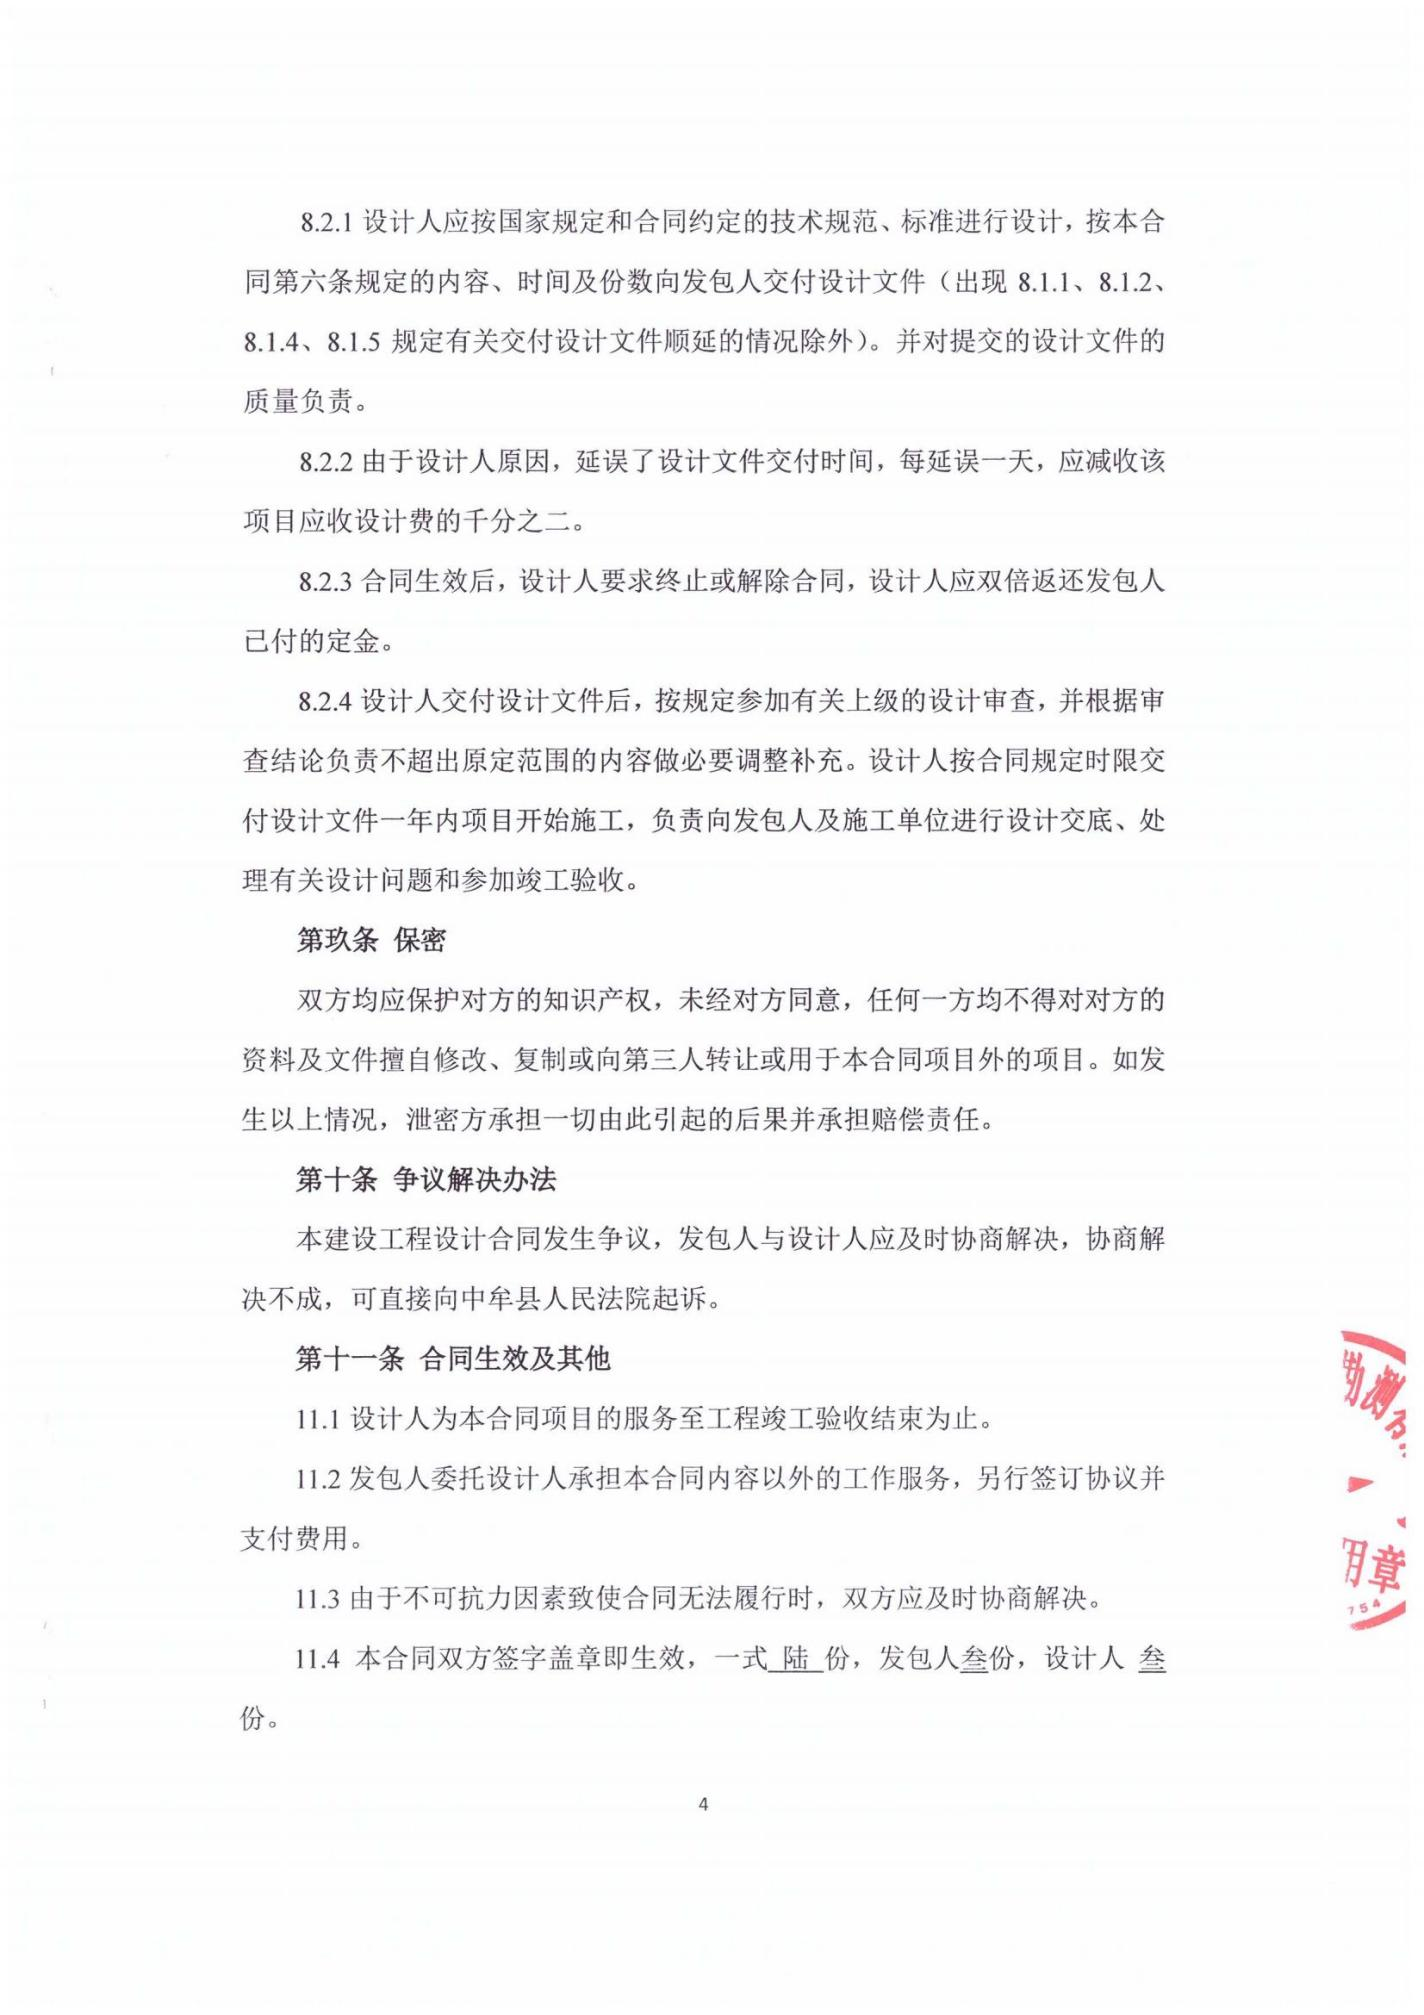 8.2.1 设计人应按国家规定和合同约定的技术规范、标准进行设计，按本合
同第六条规定的内容、时间及份数向发包人交付设计文件（出现 8.1.1、8.1.2、
8.1.4、8.1.5 规定有关交付设计文件顺延的情况除外）。并对提交的设计文件的
质量负责。
8.2.2 由于设计人原因，延误了设计文件交付时间，每延误一天，应减收该
项目应收设计费的千分之二。
8.2.3 合同生效后，设计人要求终止或解除合同，设计人应双倍返还发包人
已付的定金。
8.2.4 设计人交付设计文件后，按规定参加有关上级的设计审查，并根据审
查结论负责不超出原定范围的内容做必要调整补充。设计人按合同规定时限交
付设计文件一年内项目开始施工，负责向发包人及施工单位进行设计交底、处
理有关设计问题和参加竣工验收。
第玖条 保密
双方均应保护对方的知识产权，未经对方同意，任何一方均不得对对方的
资料及文件擅自修改、复制或向第三人转让或用于本合同项目外的项目。如发
生以上情况，泄密方承担一切由此引起的后果并承担赔偿责任。
第十条 争议解决办法
本建设工程设计合同发生争议，发包人与设计人应及时协商解决，协商解
决不成，可直接向中牟县人民法院起诉。
第十一条 合同生效及其他
11.1 设计人为本合同项目的服务至工程竣工验收结束为止。
11.2 发包人委托设计人承担本合同内容以外的工作服务，另行签订协议并
支付费用。
11.3 由于不可抗力因素致使合同无法履行时，双方应及时协商解决。
11.4 本合同双方签字盖章即生效，一式 陆 份，发包人叁份，设计人 叁
份。
测
用章
754
4